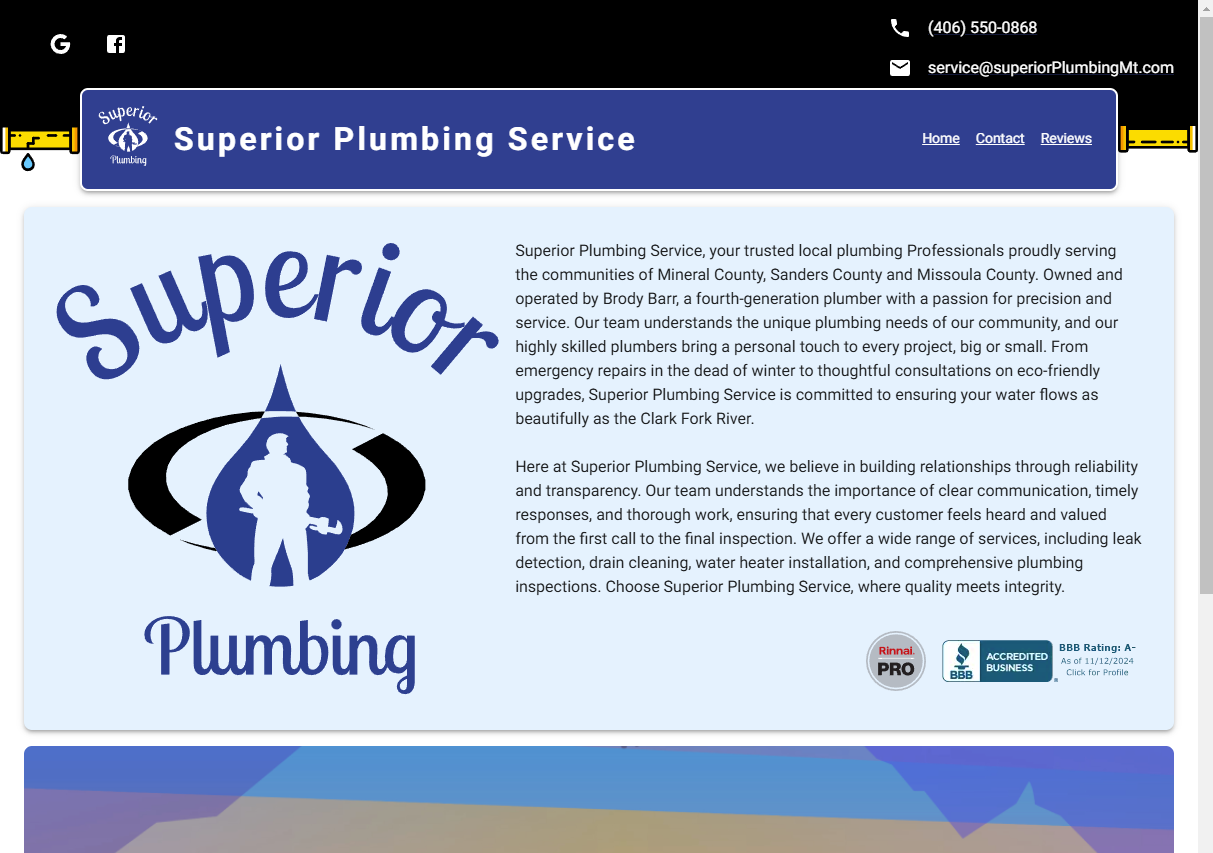 (406) 550-0868
service@superiorPlumbingMt.com
Superior
Plumbing
Superior Plumbing Service
Home Contact Reviews
Superior
Plumbing
Superior Plumbing Service, your trusted local plumbing Professionals proudly serving
the communities of Mineral County, Sanders County and Missoula County. Owned and
operated by Brody Barr, a fourth-generation plumber with a passion for precision and
service. Our team understands the unique plumbing needs of our community, and our
highly skilled plumbers bring a personal touch to every project, big or small. From
emergency repairs in the dead of winter to thoughtful consultations on eco-friendly
upgrades, Superior Plumbing Service is committed to ensuring your water flows as
beautifully as the Clark Fork River.
Here at Superior Plumbing Service, we believe in building relationships through reliability
and transparency. Our team understands the importance of clear communication, timely
responses, and thorough work, ensuring that every customer feels heard and valued
from the first call to the final inspection. We offer a wide range of services, including leak
detection, drain cleaning, water heater installation, and comprehensive plumbing
inspections. Choose Superior Plumbing Service, where quality meets integrity.
Rinnai
PRO
BBB
ACCREDITED
BUSINESS
BBB Rating: A-
As of 11/12/2024
Click for Profile